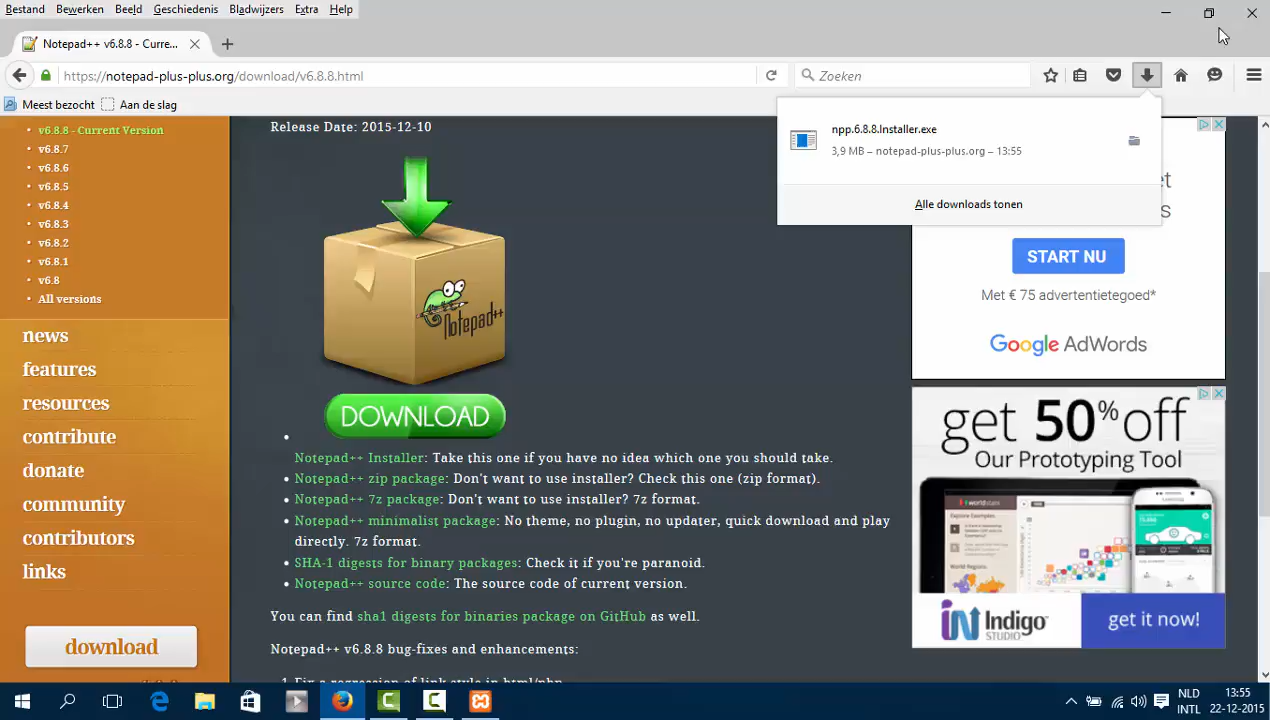 Bestand Bewerken Beeld Geschiedenis Bladwijzers Extra Help
Notepad++ v6.8.8 - Curre...
https://notepad-plus-plus.org/download/v6.8.8.html
Zoeken
Meest bezocht Aan de slag
v6.8.8 - Current Version
v6.8.7
v6.8.6
v6.8.5
v6.8.4
v6.8.3
v6.8.2
v6.8.1
v6.8
All versions
news
features
resources
contribute
donate
community
contributors
links
download
Release Date: 2015-12-10
Notepad++
DOWNLOAD
Notepad++ Installer: Take this one if you have no idea which one you should take.
Notepad++ zip package: Don't want to use installer? Check this one (zip format).
Notepad++ 7z package: Don't want to use installer? 7z format.
Notepad++ minimalist package: No theme, no plugin, no updater, quick download and play
directly. 7z format.
SHA-1 digests for binary packages: Check it if you're paranoid.
Notepad++ source code: The source code of current version.
You can find sha1 digests for binaries package on GitHub as well.
Notepad++ v6.8.8 bug-fixes and enhancements:
1. Fix a regression of link style in html/php
npp.6.8.8.Installer.exe
3,9 MB – notepad-plus-plus.org – 13:55
Alle downloads tonen
START NU
Met € 75 advertentietegoed*
Google AdWords
get 50% off
Our Prototyping Tool
Indigo
STUDIO
get it now!
NLD
INTL
13:55
22-12-2015